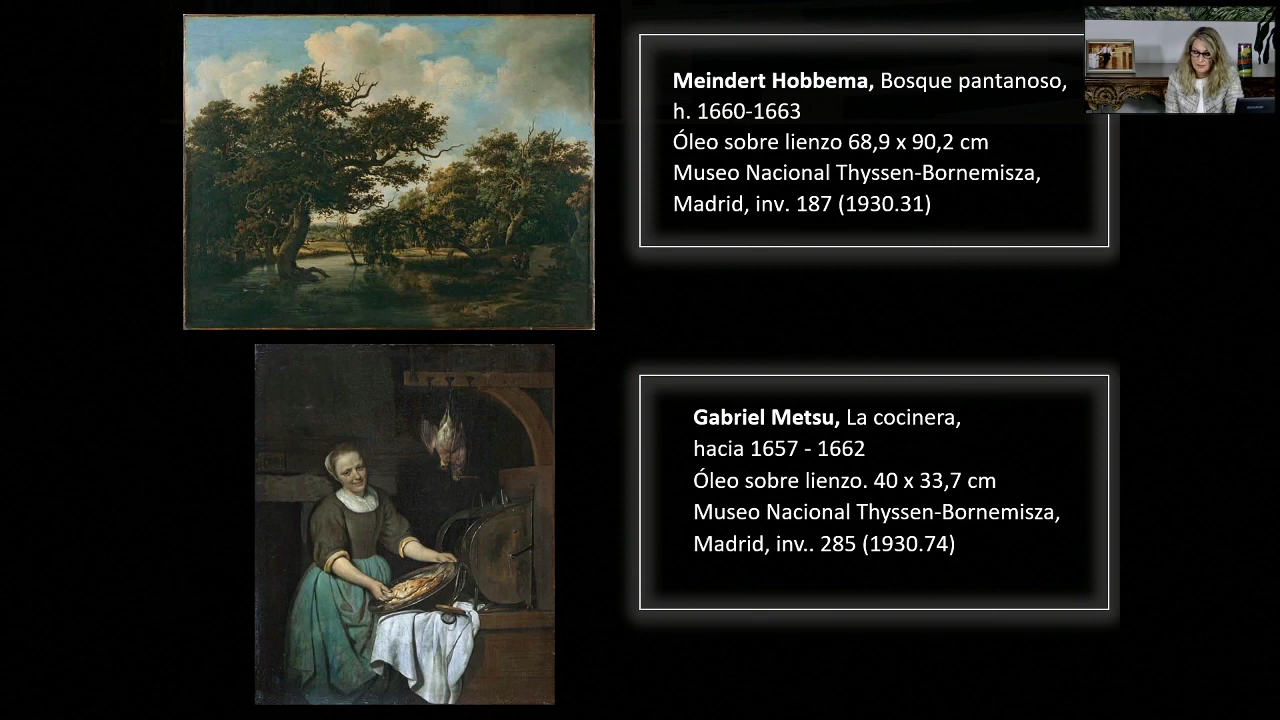 Meindert Hobbema, Bosque pantanoso,
h. 1660-1663
Óleo sobre lienzo 68,9 x 90,2 cm
Museo Nacional Thyssen-Bornemisza,
Madrid, inv. 187 (1930.31)
Gabriel Metsu, La cocinera,
hacia 1657 - 1662
Óleo sobre lienzo. 40 x 33,7 cm
Museo Nacional Thyssen-Bornemisza,
Madrid, inv.. 285 (1930.74)